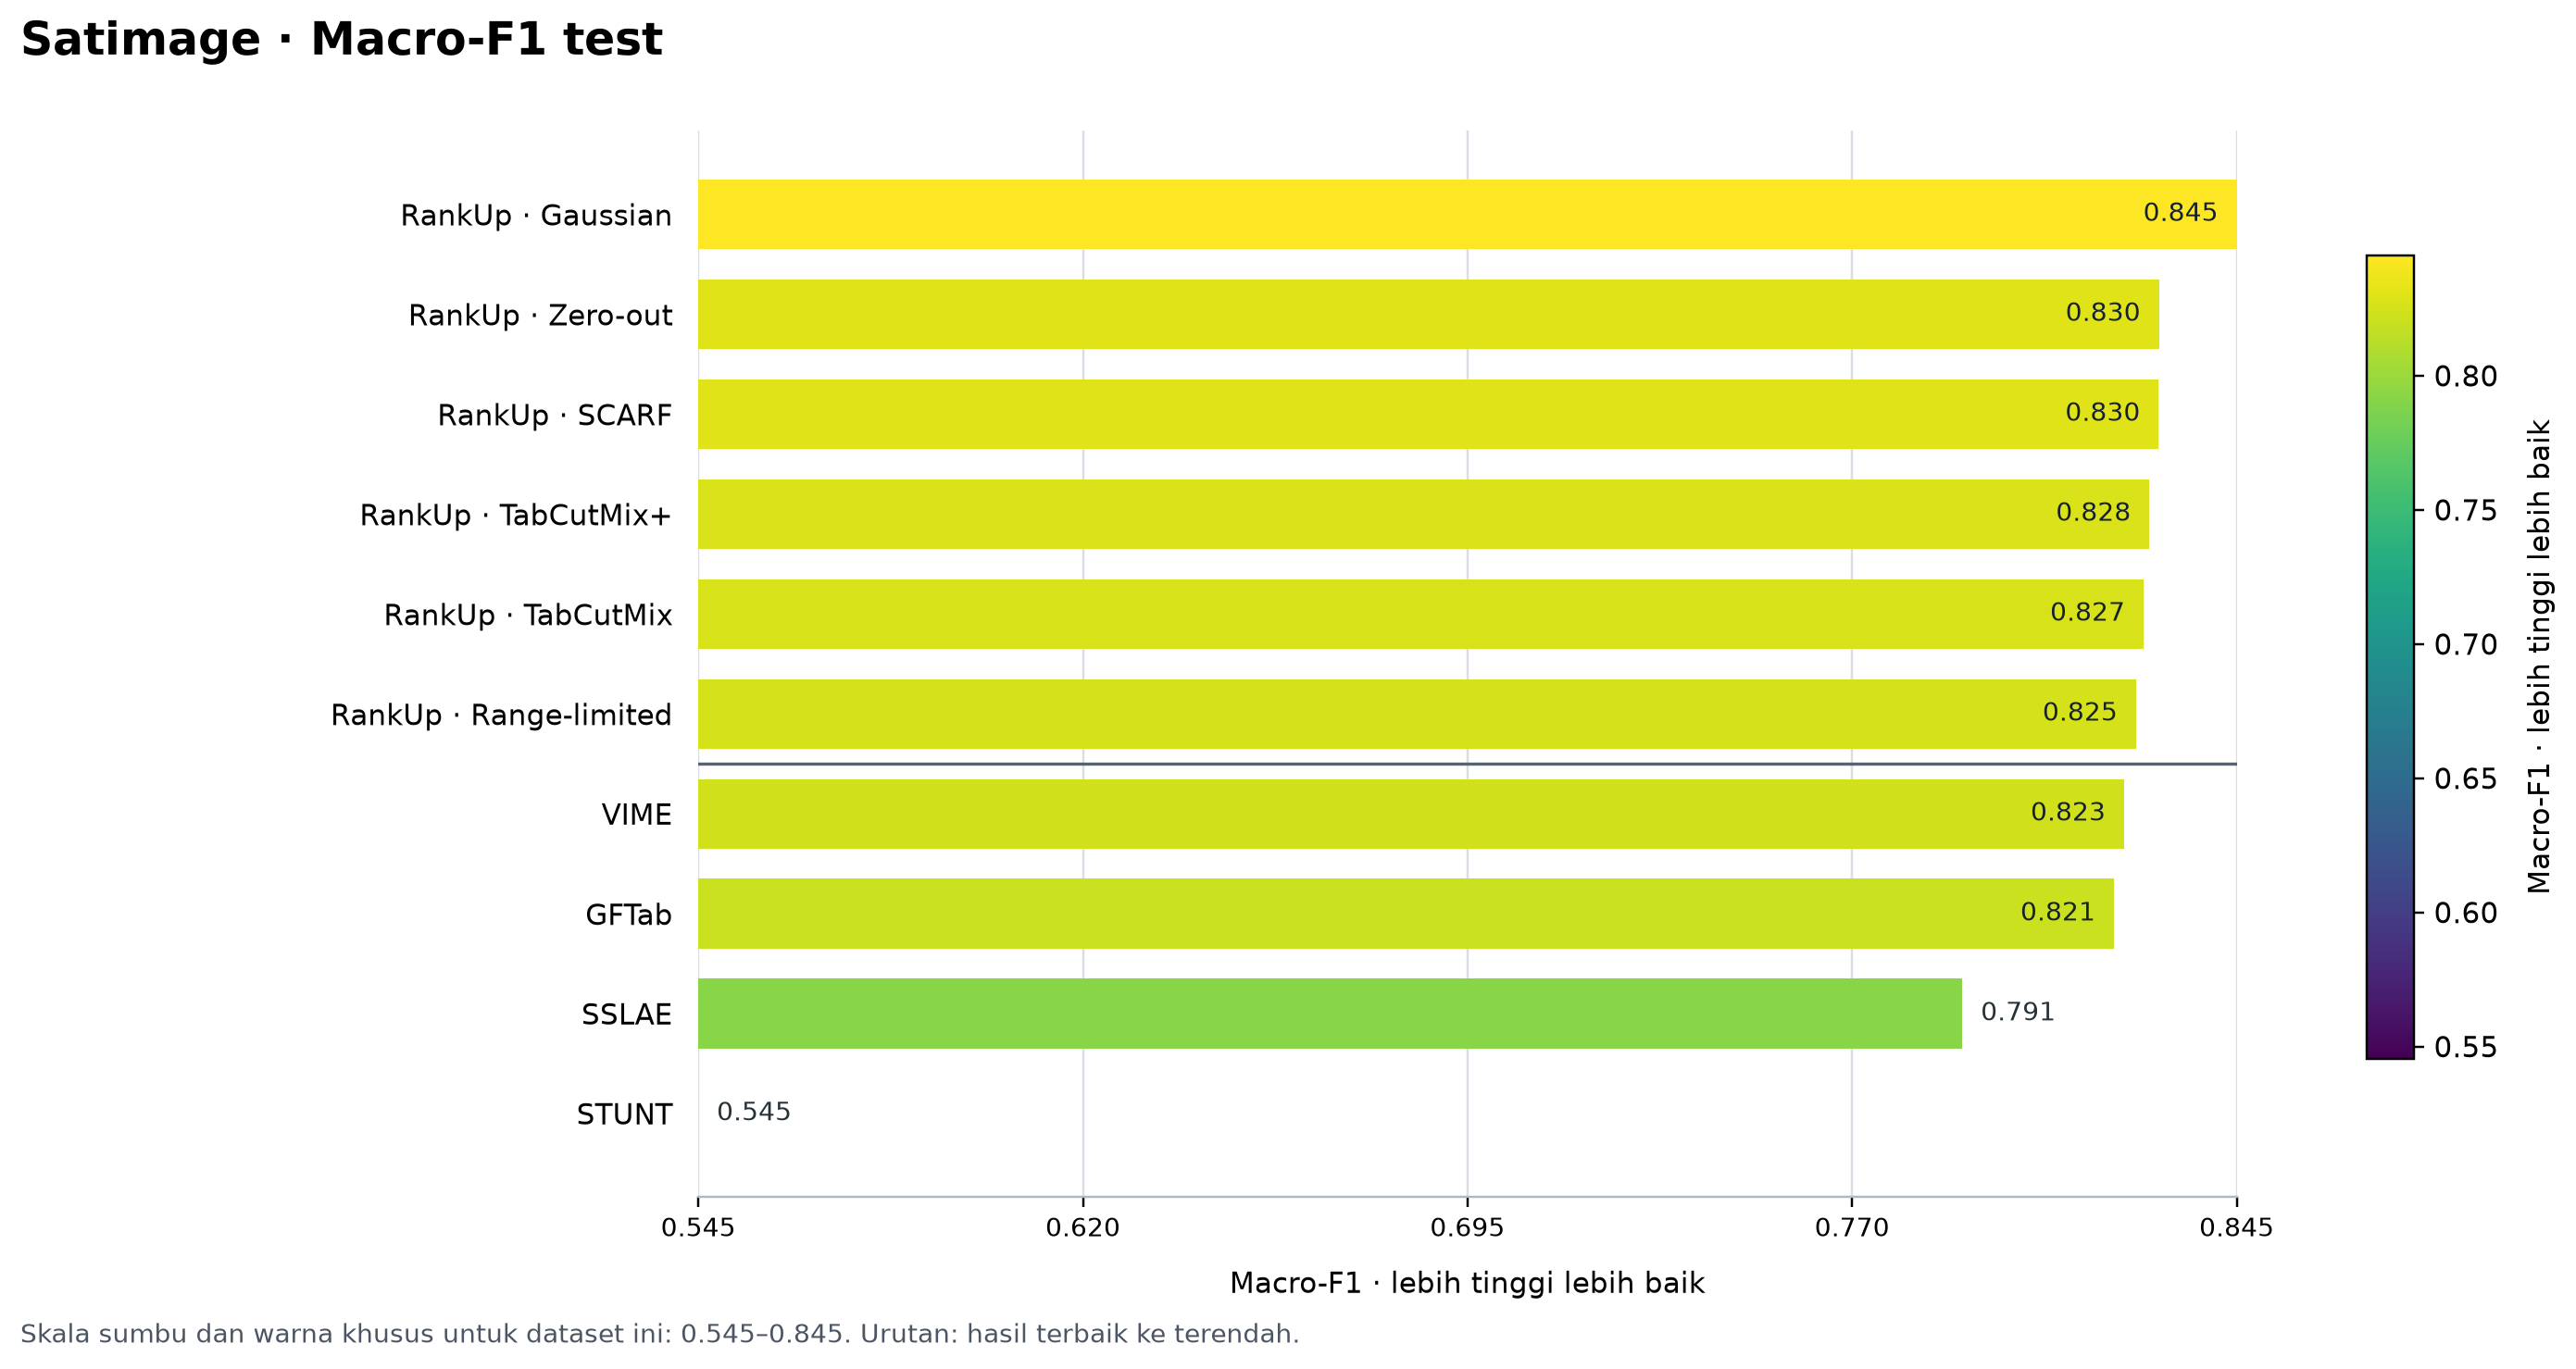 Satimage · Macro-F1 test
RankUp · Gaussian
0.845
RankUp · Zero-out
0.830
RankUp · SCARF
0.830
RankUp · TabCutMix+
0.828
RankUp · TabCutMix
0.827
RankUp · Range-limited
0.825
VIME
0.823
GFTab
0.821
SSLAE
0.791
STUNT
0.545
0.545
0.620
0.695
0.770
0.845
Macro-F1 · lebih tinggi lebih baik
0.80
0.75
0.70
0.65
0.60
0.55
Macro-F1 · lebih tinggi lebih baik
Skala sumbu dan warna khusus untuk dataset ini: 0.545–0.845. Urutan: hasil terbaik ke terendah.